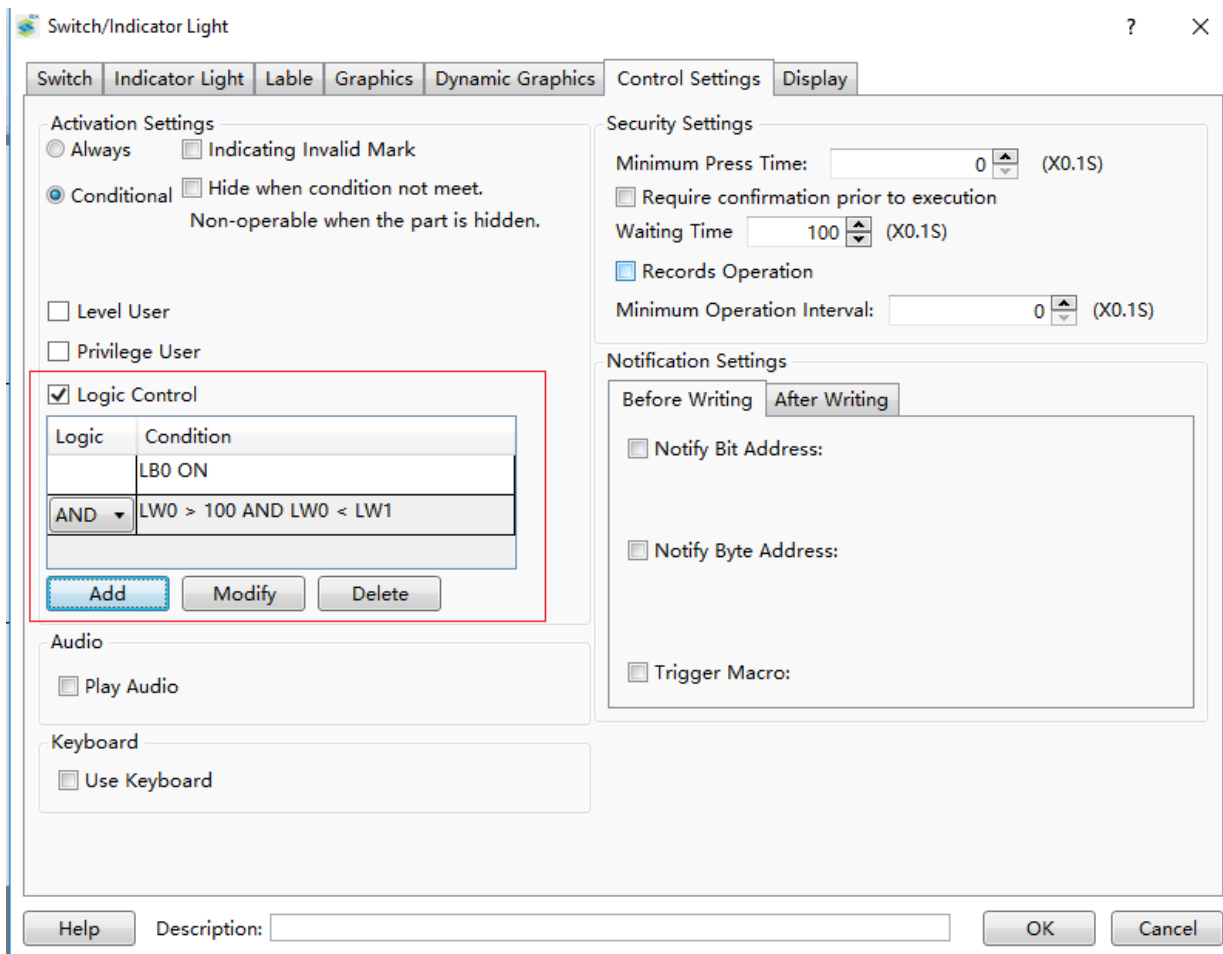 Switch/Indicator Light
?
Switch Indicator Light Lable Graphics Dynamic Graphics Control Settings Display
Activation Settings
Always Indicating Invalid Mark
Conditional Hide when condition not meet.
Non-operable when the part is hidden.
Level User
Privilege User
Logic Control
Logic Condition
LB0 ON
AND LW0 > 100 AND LW0 < LW1
Add Modify Delete
Audio
Play Audio
Keyboard
Use Keyboard
Security Settings
Minimum Press Time: 0 (X0.1S)
Require confirmation prior to execution
Waiting Time 100 (X0.1S)
Records Operation
Minimum Operation Interval: 0 (X0.1S)
Notification Settings
Before Writing After Writing
Notify Bit Address:
Notify Byte Address:
Trigger Macro:
Help Description: OK Cancel